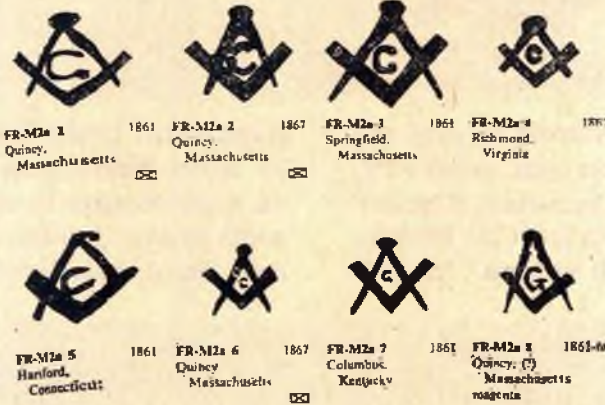 C
C
C
C
FR-M2a 1 1861
Quincy,
Massachusetts
FR-M2a 2 1867
Quincy,
Massachusetts
FR-M2a 3 1861
Springfield,
Massachusetts
FR-M2a 4
Richmond,
Virginia
C
G
G
G
FR-M2a 5 1861
Hanford,
Connecticut
FR-M2a 6 1867
Quincy
Massachusetts
FR-M2a 7 1861
Columbus,
Kentucky
FR-M2a 8
Quincy, (?)
Massachusetts
magenta